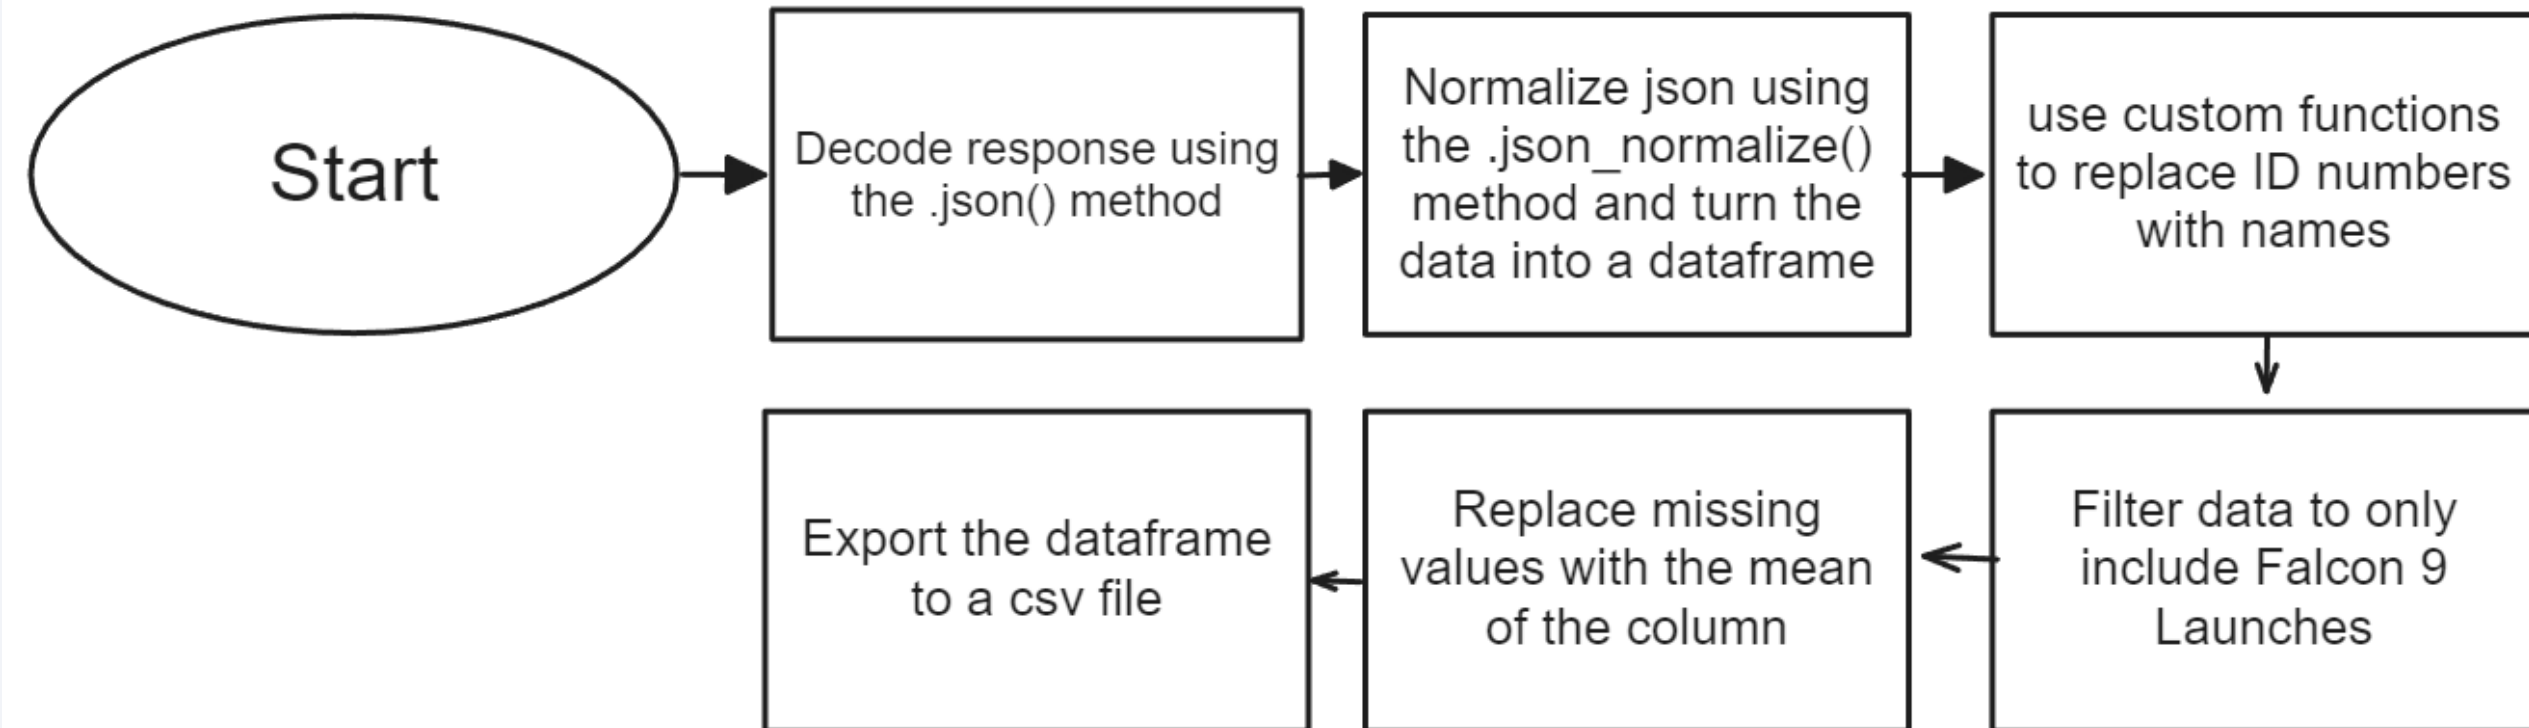 Start
Decode response using
the .json() method
Normalize json using
the .json_normalize()
method and turn the
data into a dataframe
use custom functions
to replace ID numbers
with names
Filter data to only
include Falcon 9
Launches
Replace missing
values with the mean
of the column
Export the dataframe
to a csv file